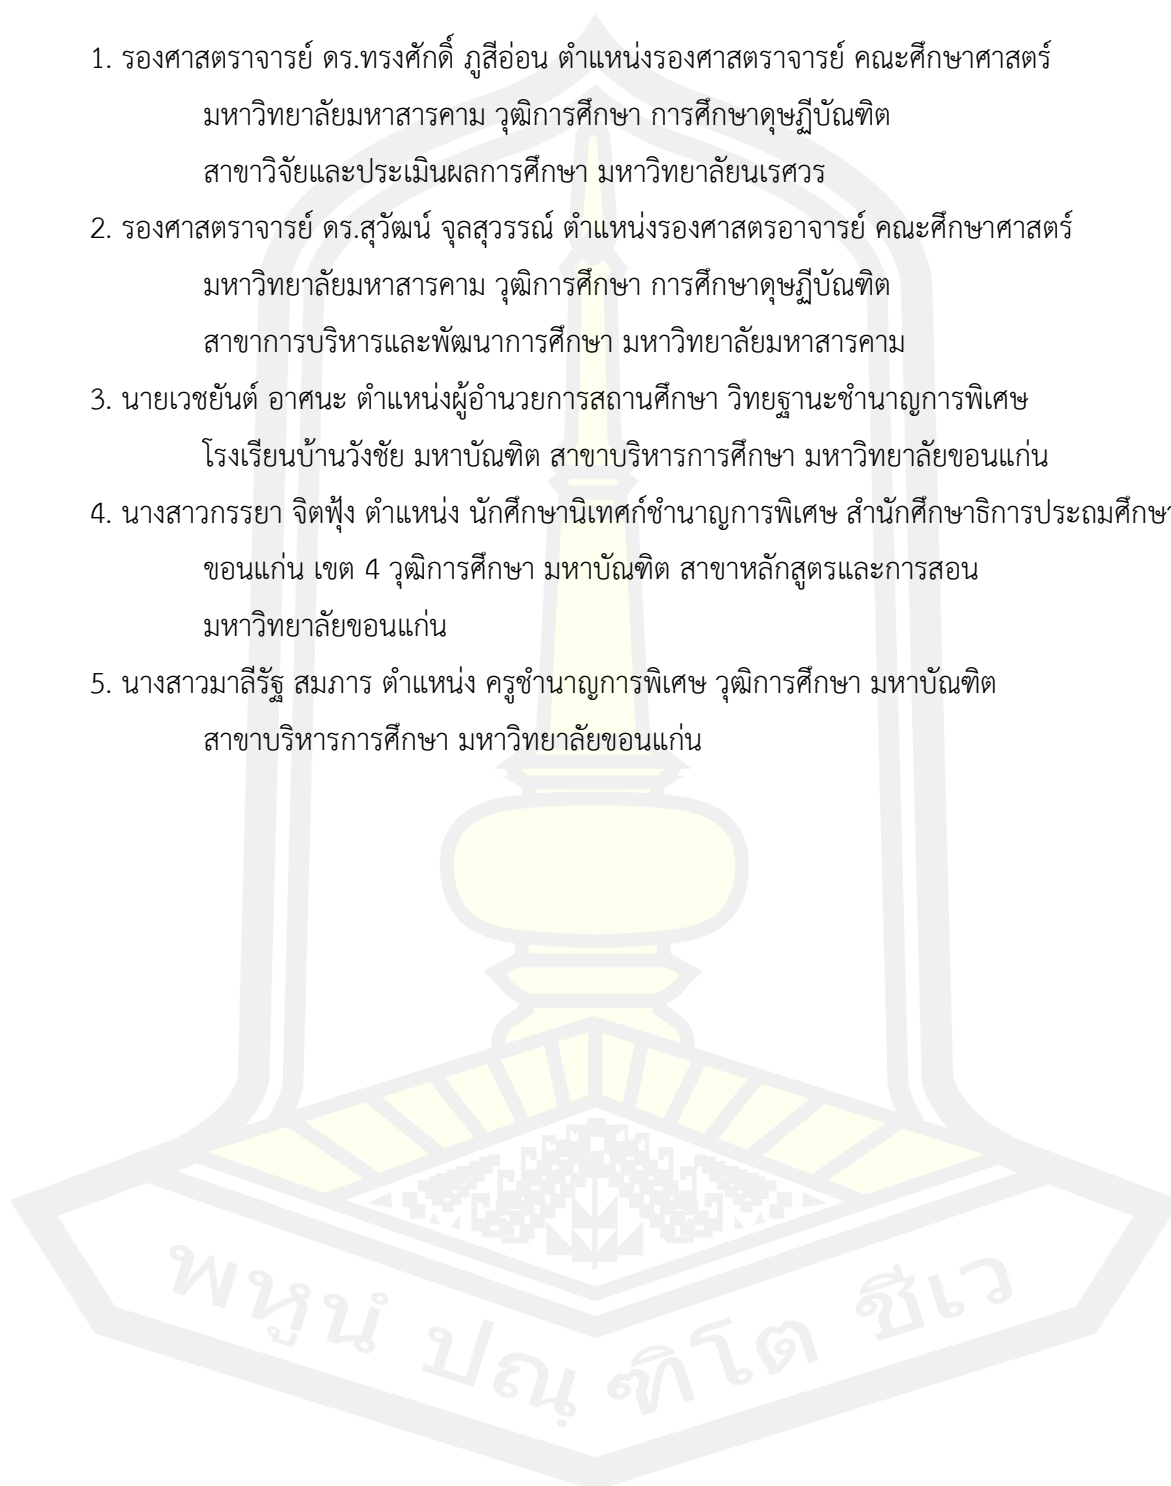 1. รองศาสตราจารย์ ดร.ทรงศักดิ์ ภูสีอ่อน ตำแหน่งรองศาสตราจารย์ คณะศึกษาศาสตร์
มหาวิทยาลัยมหาสารคาม วุฒิการศึกษา การศึกษาดุษฎีบัณฑิต
สาขาวิจัยและประเมินผลการศึกษา มหาวิทยาลัยนเรศวร
2. รองศาสตราจารย์ ดร.สุวัฒน์ จุลสุวรรณ์ ตำแหน่งรองศาสตรอาจารย์ คณะศึกษาศาสตร์
มหาวิทยาลัยมหาสารคาม วุฒิการศึกษา การศึกษาดุษฎีบัณฑิต
สาขาการบริหารและพัฒนาการศึกษา มหาวิทยาลัยมหาสารคาม
3. นายเวชยันต์ อาศนะ ตำแหน่งผู้อำนวยการสถานศึกษา วิทยฐานะชำนาญการพิเศษ
โรงเรียนบ้านวังชัย มหาบัณฑิต สาขาบริหารการศึกษา มหาวิทยาลัยขอนแก่น
4. นางสาวกรรยา จิตฟุ้ง ตำแหน่ง นักศึกษานิเทศก์ชำนาญการพิเศษ สำนักศึกษาธิการประถมศึกษา
ขอนแก่น เขต 4 วุฒิการศึกษา มหาบัณฑิต สาขาหลักสูตรและการสอน
มหาวิทยาลัยขอนแก่น
5. นางสาวมาลีรัฐ สมภาร ตำแหน่ง ครูชำนาญการพิเศษ วุฒิการศึกษา มหาบัณฑิต
สาขาบริหารการศึกษา มหาวิทยาลัยขอนแก่น
พหูนํ ปณฺฑิโต ชีเว